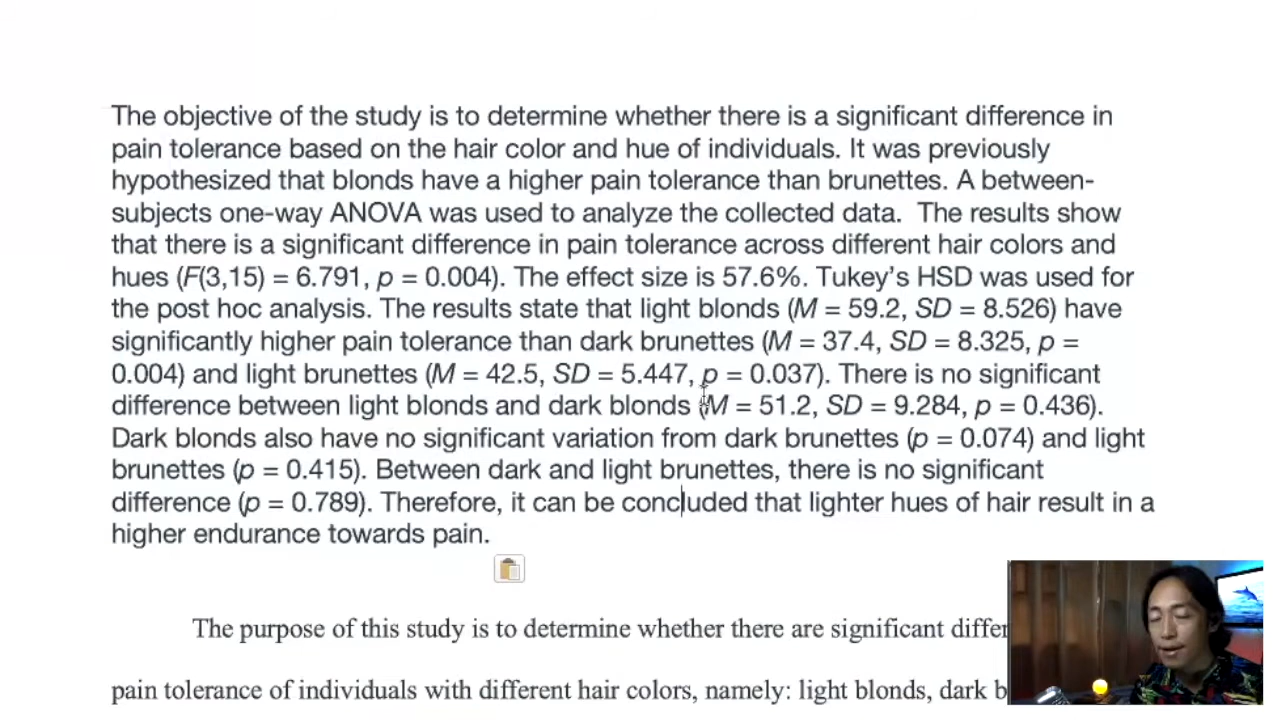 The objective of the study is to determine whether there is a significant difference in
pain tolerance based on the hair color and hue of individuals. It was previously
hypothesized that blonds have a higher pain tolerance than brunettes. A between-
subjects one-way ANOVA was used to analyze the collected data.  The results show
that there is a significant difference in pain tolerance across different hair colors and
hues (F(3,15) = 6.791, p = 0.004). The effect size is 57.6%. Tukey’s HSD was used for
the post hoc analysis. The results state that light blonds (M = 59.2, SD = 8.526) have
significantly higher pain tolerance than dark brunettes (M = 37.4, SD = 8.325, p =
0.004) and light brunettes (M = 42.5, SD = 5.447, p = 0.037). There is no significant
difference between light blonds and dark blonds (M = 51.2, SD = 9.284, p = 0.436).
Dark blonds also have no significant variation from dark brunettes (p = 0.074) and light
brunettes (p = 0.415). Between dark and light brunettes, there is no significant
difference (p = 0.789). Therefore, it can be concluded that lighter hues of hair result in a
higher endurance towards pain.
The purpose of this study is to determine whether there are significant
pain tolerance of individuals with different hair colors, namely: light blonds, dark